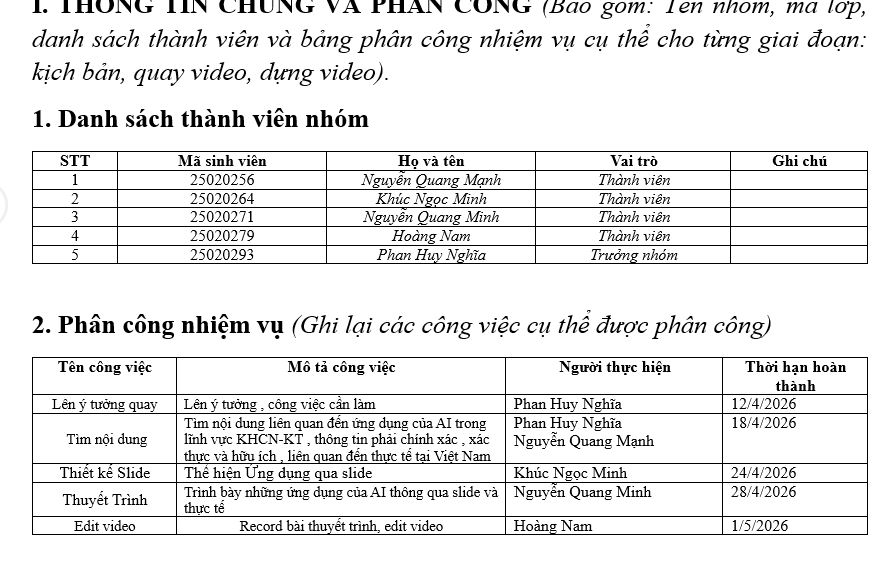 I. THÔNG TIN CHUNG VÀ PHÂN CÔNG (Bao gồm: Tên nhóm, mã lớp,
danh sách thành viên và bảng phân công nhiệm vụ cụ thể cho từng giai đoạn:
kịch bản, quay video, dựng video).
1. Danh sách thành viên nhóm
STT Mã sinh viên Họ và tên Vai trò Ghi chú
1 25020256 Nguyễn Quang Mạnh Thành viên
2 25020264 Khúc Ngọc Minh Thành viên
3 25020271 Nguyễn Quang Minh Thành viên
4 25020279 Hoàng Nam Thành viên
5 25020293 Phan Huy Nghĩa Trưởng nhóm
2. Phân công nhiệm vụ (Ghi lại các công việc cụ thể được phân công)
Tên công việc Mô tả công việc Người thực hiện Thời hạn hoàn
thành
Lên ý tưởng quay Lên ý tưởng , công việc cần làm Phan Huy Nghĩa 12/4/2026
Tìm nội dung Tìm nội dung liên quan đến ứng dụng của AI trong
lĩnh vực KHCN-KT , thông tin phải chính xác , xác
thực và hữu ích , liên quan đến thực tế tại Việt Nam
Phan Huy Nghĩa 18/4/2026
Nguyễn Quang Mạnh
Thiết kế Slide Thể hiện Ứng dụng qua slide Khúc Ngọc Minh 24/4/2026
Thuyết Trình Trình bày những ứng dụng của AI thông qua slide và
thực tế
Nguyễn Quang Minh 28/4/2026
Edit video Record bài thuyết trình, edit video Hoàng Nam 1/5/2026